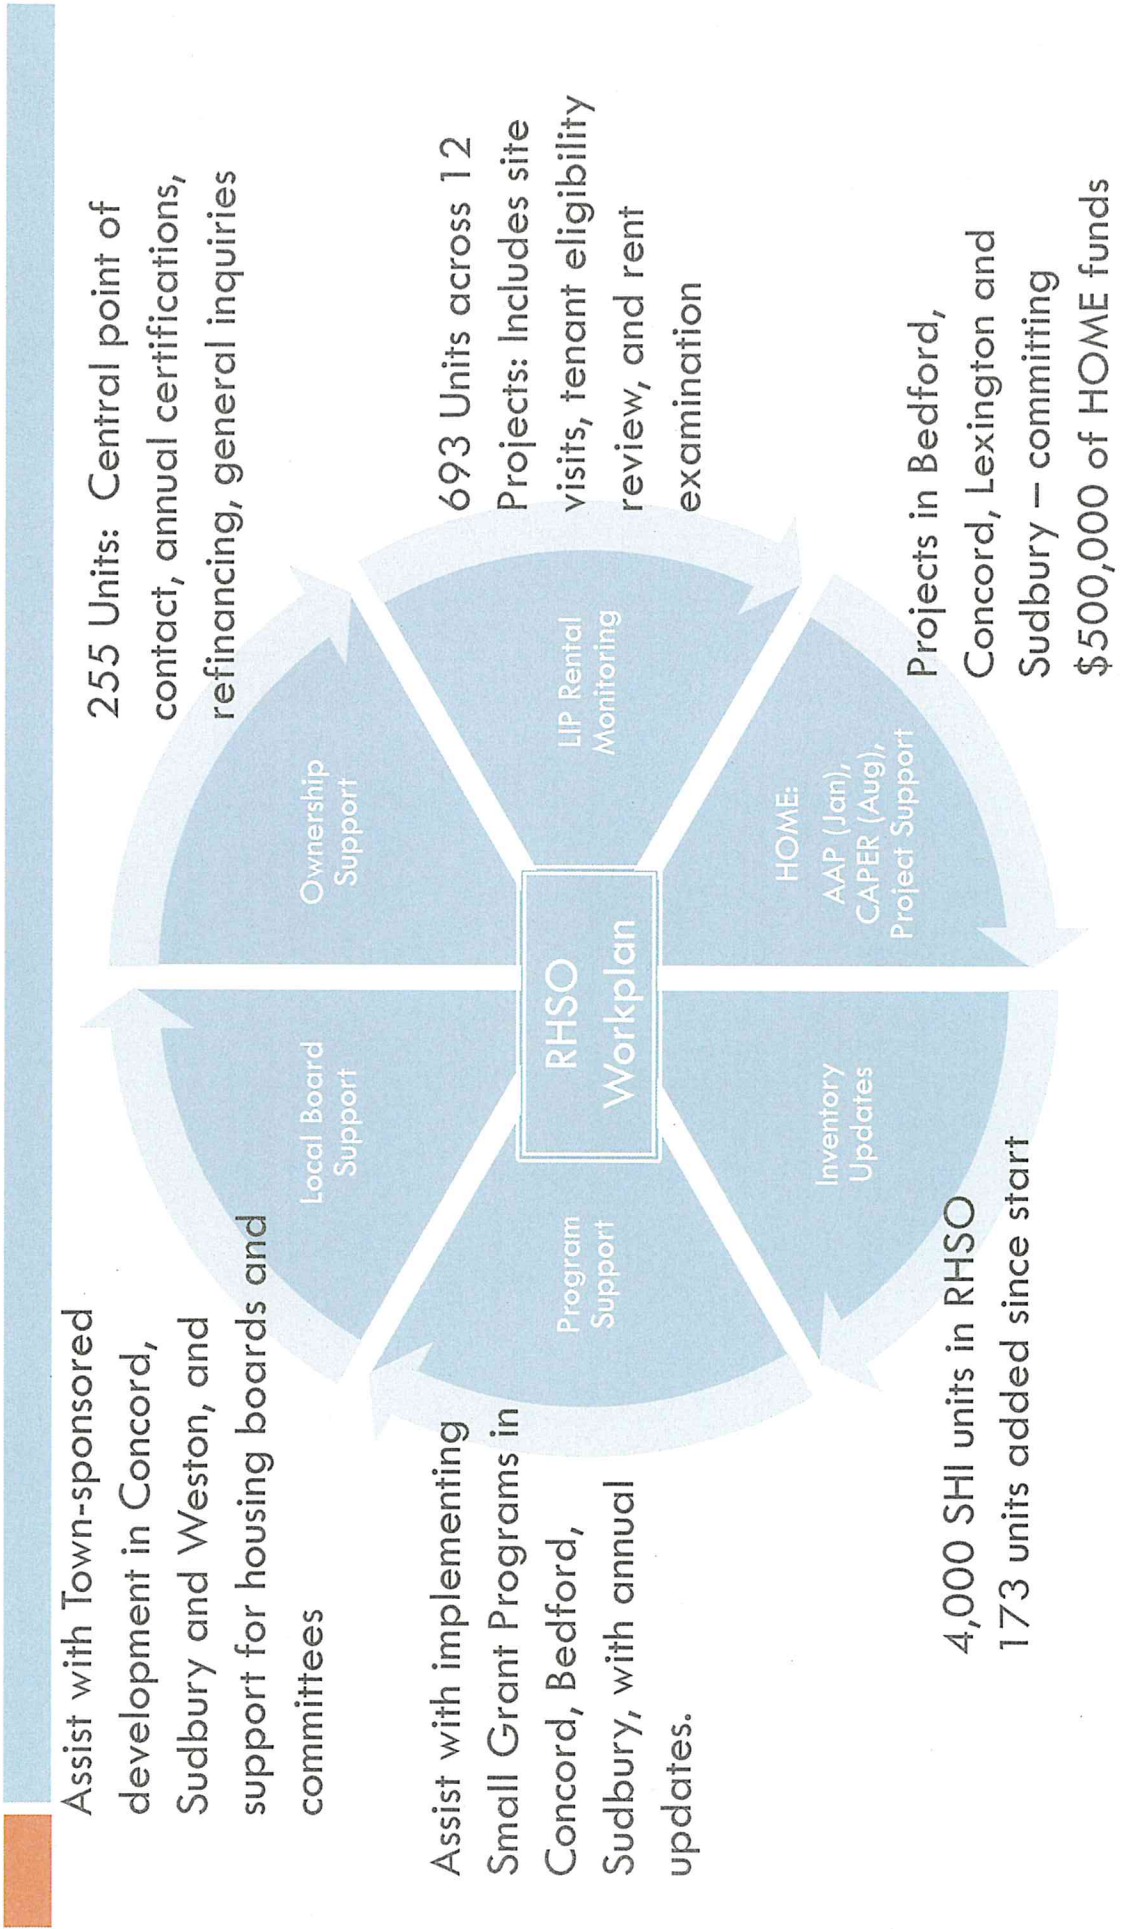 Assist with Town-sponsored
development in Concord,
Sudbury and Weston, and
support for housing boards and
committees
255 Units: Central point of
contact, annual certifications,
refinancing, general inquiries
Local Board
Support
Ownership
Support
Assist with implementing
Small Grant Programs in
Concord, Bedford,
Sudbury, with annual
updates.
Program
Support
RHSO
Workplan
LIP Rental
Monitoring
693 Units across 12
Projects: Includes site
visits, tenant eligibility
review, and rent
examination
Inventory
Updates
HOME:
AAP (Jan),
CAPER (Aug),
Project Support
4,000 SHI units in RHSO
173 units added since start
Projects in Bedford,
Concord, Lexington and
Sudbury – committing
$500,000 of HOME funds